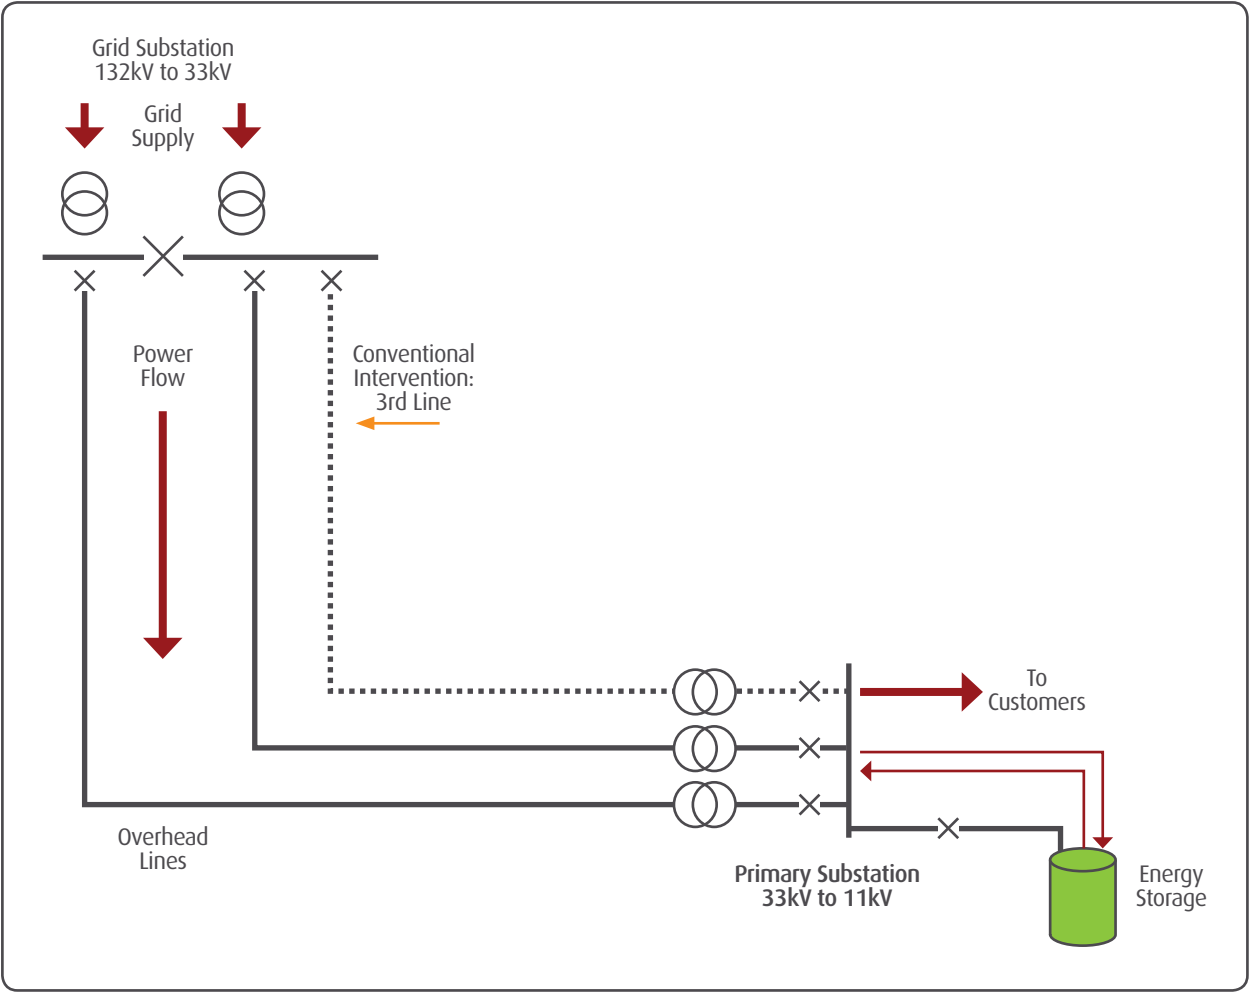 Grid Substation
132kV to 33kV
Grid
Supply
Power
Flow
Conventional
Intervention:
3rd Line
To
Customers
Overhead
Lines
Primary Substation
33kV to 11kV
Energy
Storage